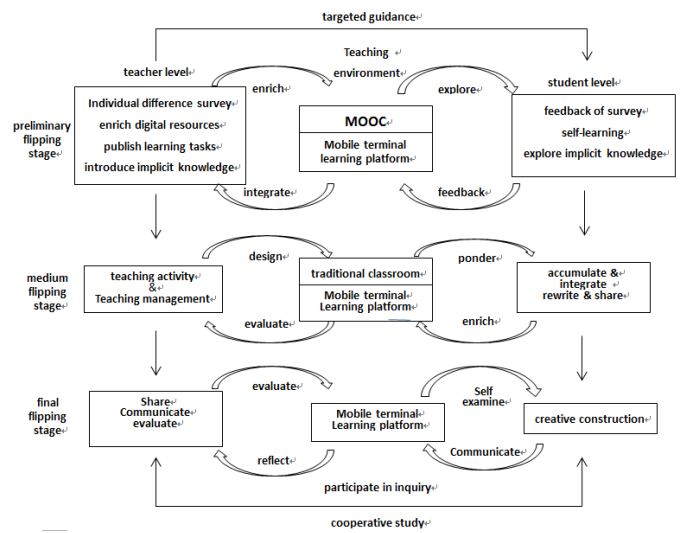 targeted guidance
Teaching
environment
teacher level
student level
enrich
explore
preliminary
flipping
stage
Individual difference survey
enrich digital resources
publish learning tasks
introduce implicit knowledge
MOOC
Mobile terminal
learning platform
feedback of survey
self-learning
explore implicit knowledge
integrate
feedback
design
ponder
medium
flipping
stage
teaching activity
&
Teaching management
traditional classroom
Mobile terminal
Learning platform
accumulate &
integrate
rewrite & share
evaluate
enrich
final
flipping
stage
Share
Communicate
evaluate
evaluate
Self
examine
Mobile terminal
Learning platform
creative construction
reflect
Communicate
participate in inquiry
cooperative study